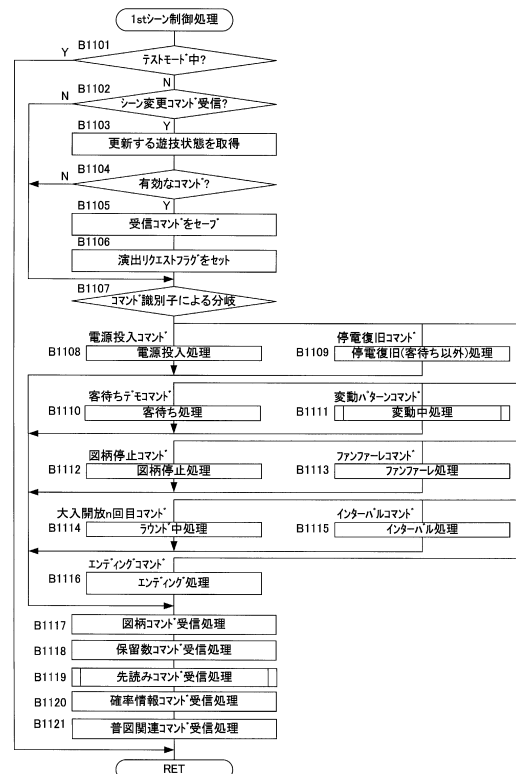 1stシーン制御処理
B1101
Y
テストモード中?
N
B1102
N
シーン変更コマンド受信?
B1103
Y
更新する遊技状態を取得
B1104
N
有効なコマンド?
B1105
Y
受信コマンドをセーブ
B1106
演出リクエストフラグをセット
B1107
コマンド識別子による分岐
電源投入コマンド
停電復旧コマンド
B1108
電源投入処理
B1109
停電復旧(客待ち以外)処理
客待ちデモコマンド
変動パターンコマンド
B1110
客待ち処理
B1111
変動中処理
図柄停止コマンド
ファンファーレコマンド
B1112
図柄停止処理
B1113
ファンファーレ処理
大入開放n回目コマンド
インターバルコマンド
B1114
ラウンド中処理
B1115
インターバル処理
エンディングコマンド
B1116
エンディング処理
B1117
図柄コマンド受信処理
B1118
保留数コマンド受信処理
B1119
先読みコマンド受信処理
B1120
確率情報コマンド受信処理
B1121
普図関連コマンド受信処理
RET